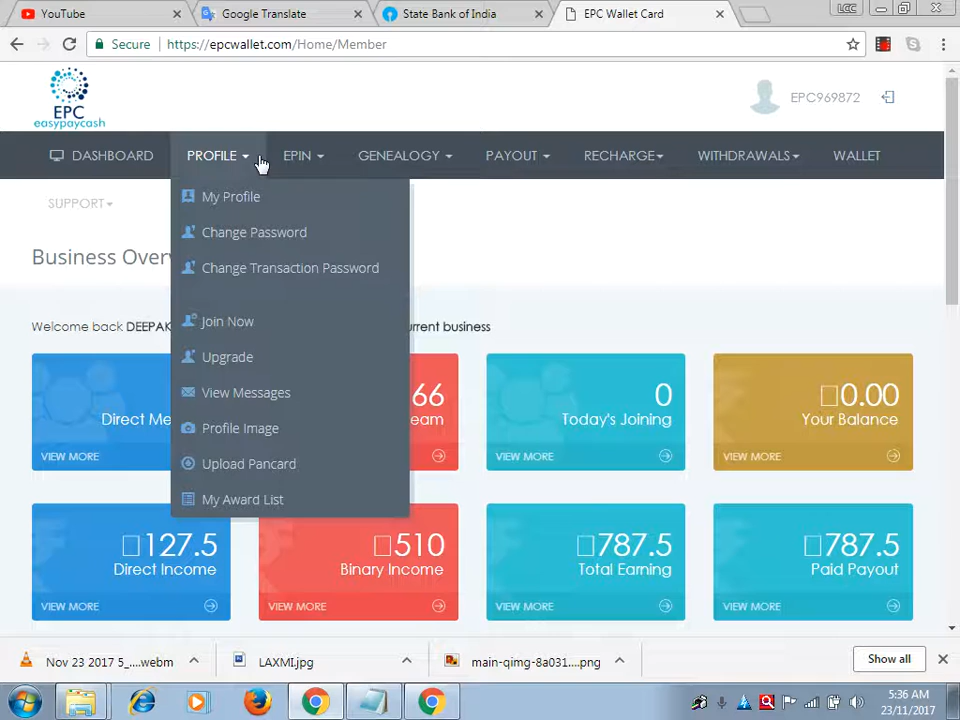 YouTube
Google Translate
State Bank of India
EPC Wallet Card
LCC
Secure
https://epcwallet.com/Home/Member
EPC
easypaycash
EPC969872
DASHBOARD
PROFILE
EPIN
GENEALOGY
PAYOUT
RECHARGE
WITHDRAWALS
WALLET
SUPPORT
My Profile
Change Password
Change Transaction Password
Join Now
Upgrade
View Messages
Profile Image
Upload Pancard
My Award List
Business Over
Welcome back DEEPAK
rrent business
Direct Me
VIEW MORE
66
eam
VIEW MORE
0
Today's Joining
VIEW MORE
0.00
Your Balance
VIEW MORE
127.5
Direct Income
VIEW MORE
510
Binary Income
VIEW MORE
787.5
Total Earning
VIEW MORE
787.5
Paid Payout
VIEW MORE
Nov 23 2017 5_....webm
LAXMI.jpg
main-qimg-8a031....png
Show all
5:36 AM
23/11/2017